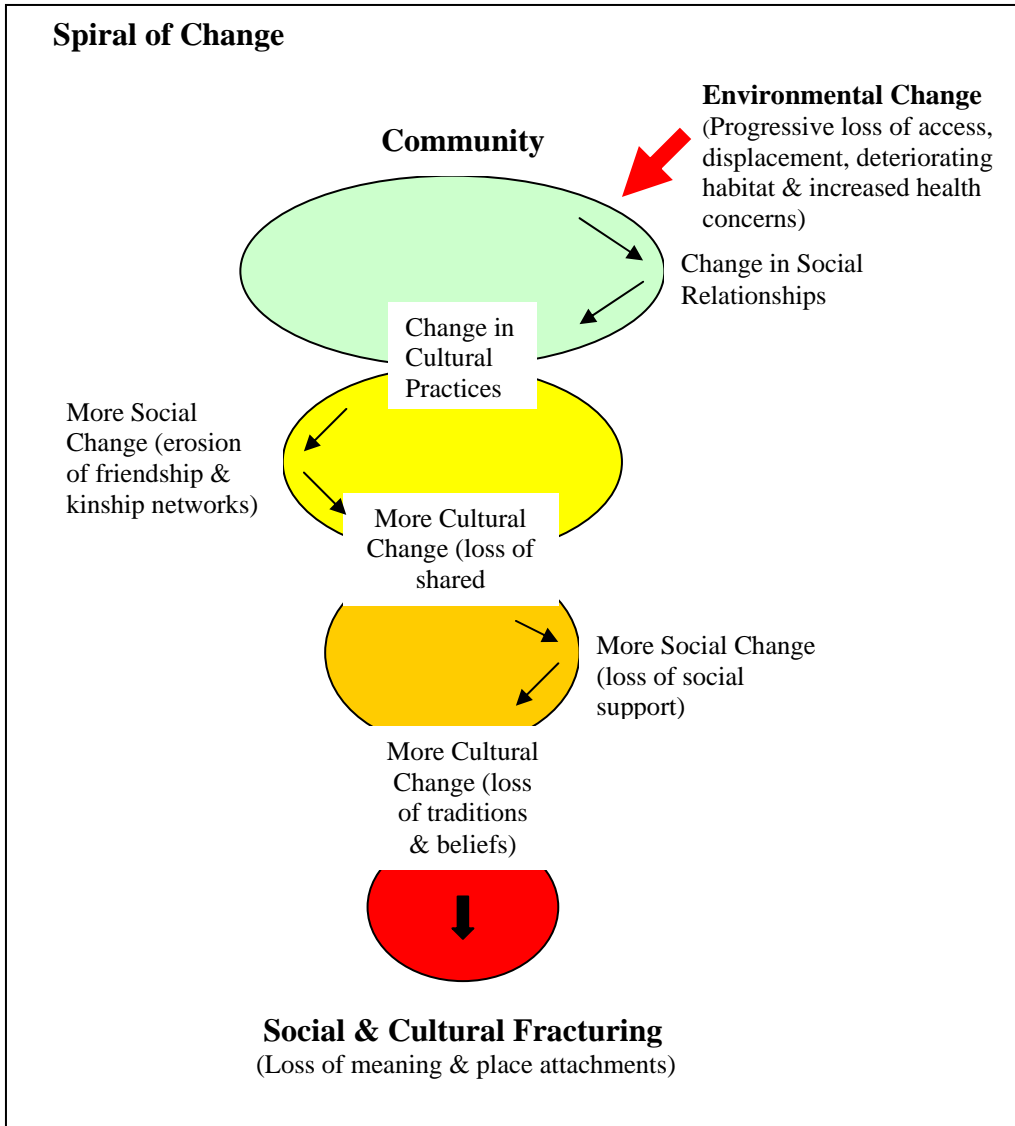 Spiral of Change
Environmental Change
(Progressive loss of access,
displacement, deteriorating
habitat & increased health
concerns)
Community
Change in Social
Relationships
Change in
Cultural
Practices
More Social
Change (erosion
of friendship &
kinship networks)
More Cultural
Change (loss of
shared
More Social Change
(loss of social
support)
More Cultural
Change (loss
of traditions
& beliefs)
Social & Cultural Fracturing
(Loss of meaning & place attachments)